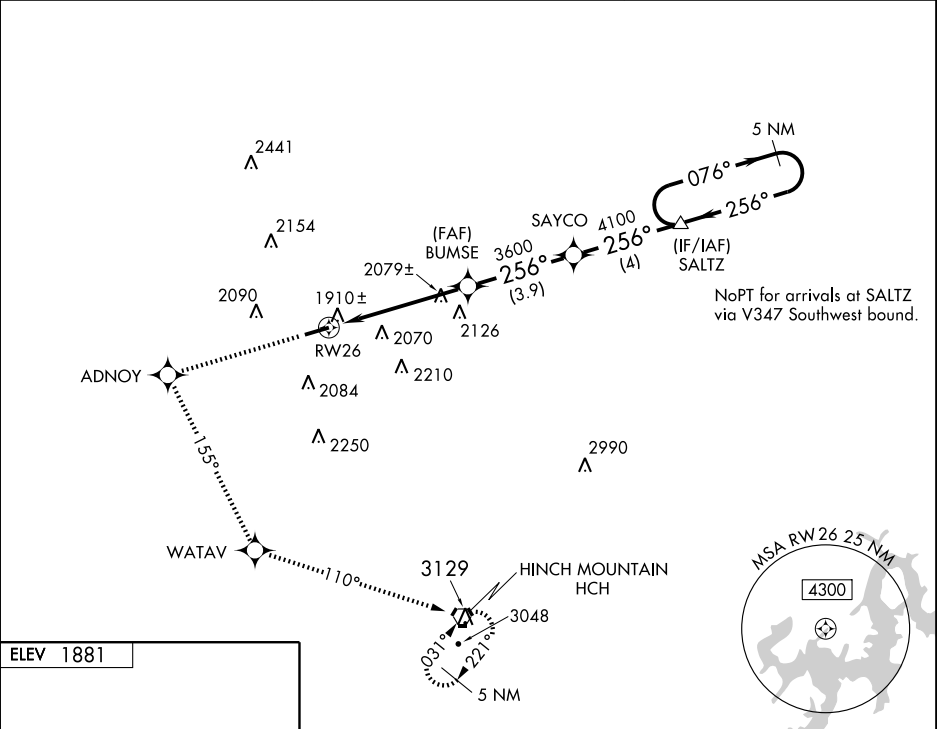 5 NM
2441
076°
256°
SAYCO
4100
2154
(FAF)
BUMSE
3600
256°
(4)
(IF/IAF)
SALTZ
2079±
256°
(3.9)
NoPT for arrivals at SALTZ
via V347 Southwest bound.
2090
1910±
2126
RW26
2070
ADNOY
2210
2084
155°
2250
2990
WATAV
110°
3129
HINCH MOUNTAIN
HCH
3048
031°
221°
5 NM
MSA RW26 25 NM
4300
ELEV 1881